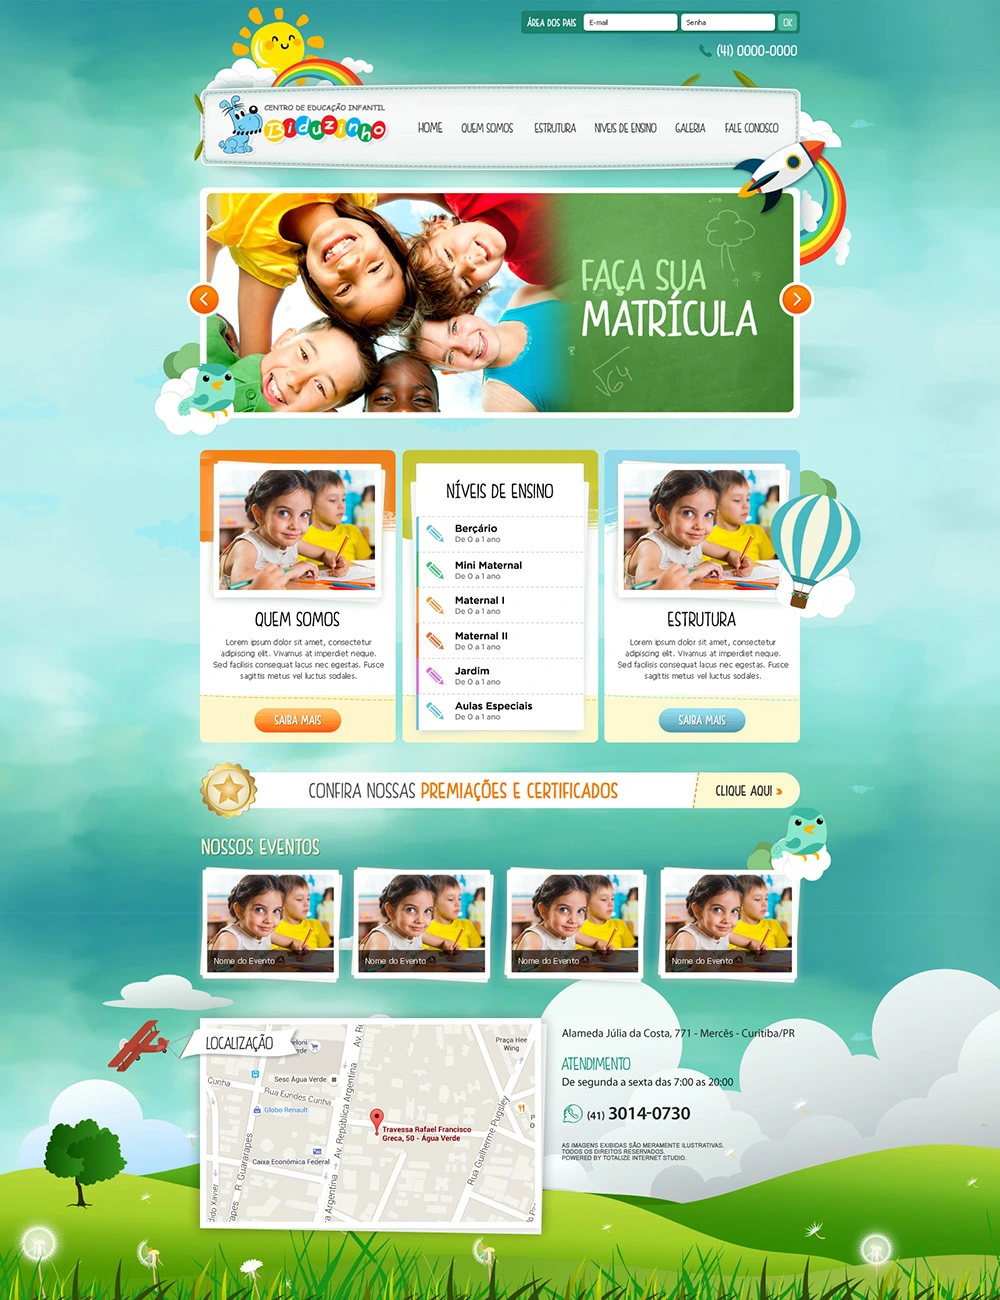 ÁREA DOS PAIS E-mail Senha OK
(41) 0000-0000
CENTRO DE EDUCAÇÃO INFANTIL
Biduzinho
HOME QUEM SOMOS ESTRUTURA NIVEIS DE ENSINO GALERIA FALE CONOSCO
FAÇA SUA
MATRÍCULA
√64
QUEM SOMOS
Lorem ipsum dolor sit amet, consectetur
adipiscing elit. Vivamus at imperdiet neque.
Sed facilisis consequat lacus nec egestas. Fusce
sagittis metus vel luctus sodales.
SAIBA MAIS
NÍVEIS DE ENSINO
Berçário
De 0 a 1 ano
Mini Maternal
De 0 a 1 ano
Maternal I
De 0 a 1 ano
Maternal II
De 0 a 1 ano
Jardim
De 0 a 1 ano
Aulas Especiais
De 0 a 1 ano
ESTRUTURA
Lorem ipsum dolor sit amet, consectetur
adipiscing elit. Vivamus at imperdiet neque.
Sed facilisis consequat lacus nec egestas. Fusce
sagittis metus vel luctus sodales.
SAIBA MAIS
CONFIRA NOSSAS PREMIAÇÕES E CERTIFICADOS
CLIQUE AQUI »
NOSSOS EVENTOS
Nome do Evento
Nome do Evento
Nome do Evento
Nome do Evento
LOCALIZAÇÃO
Praça Hee
Wing
Sesc Água Verde
Cunha
Rua Eurides Cunha
Globo Renault
Av. República Argentina
Travessa Rafael Francisco
Greca, 50 - Água Verde
Caixa Econômica Federal
R. Guararapes
Rua Guilherme Pugsley
Alameda Júlia da Costa, 771 - Mercês - Curitiba/PR
ATENDIMENTO
De segunda a sexta das 7:00 as 20:00
(41) 3014-0730
AS IMAGENS EXIBIDAS SÃO MERAMENTE ILUSTRATIVAS.
TODOS OS DIREITOS RESERVADOS.
POWERED BY TOTALIZE INTERNET STUDIO.